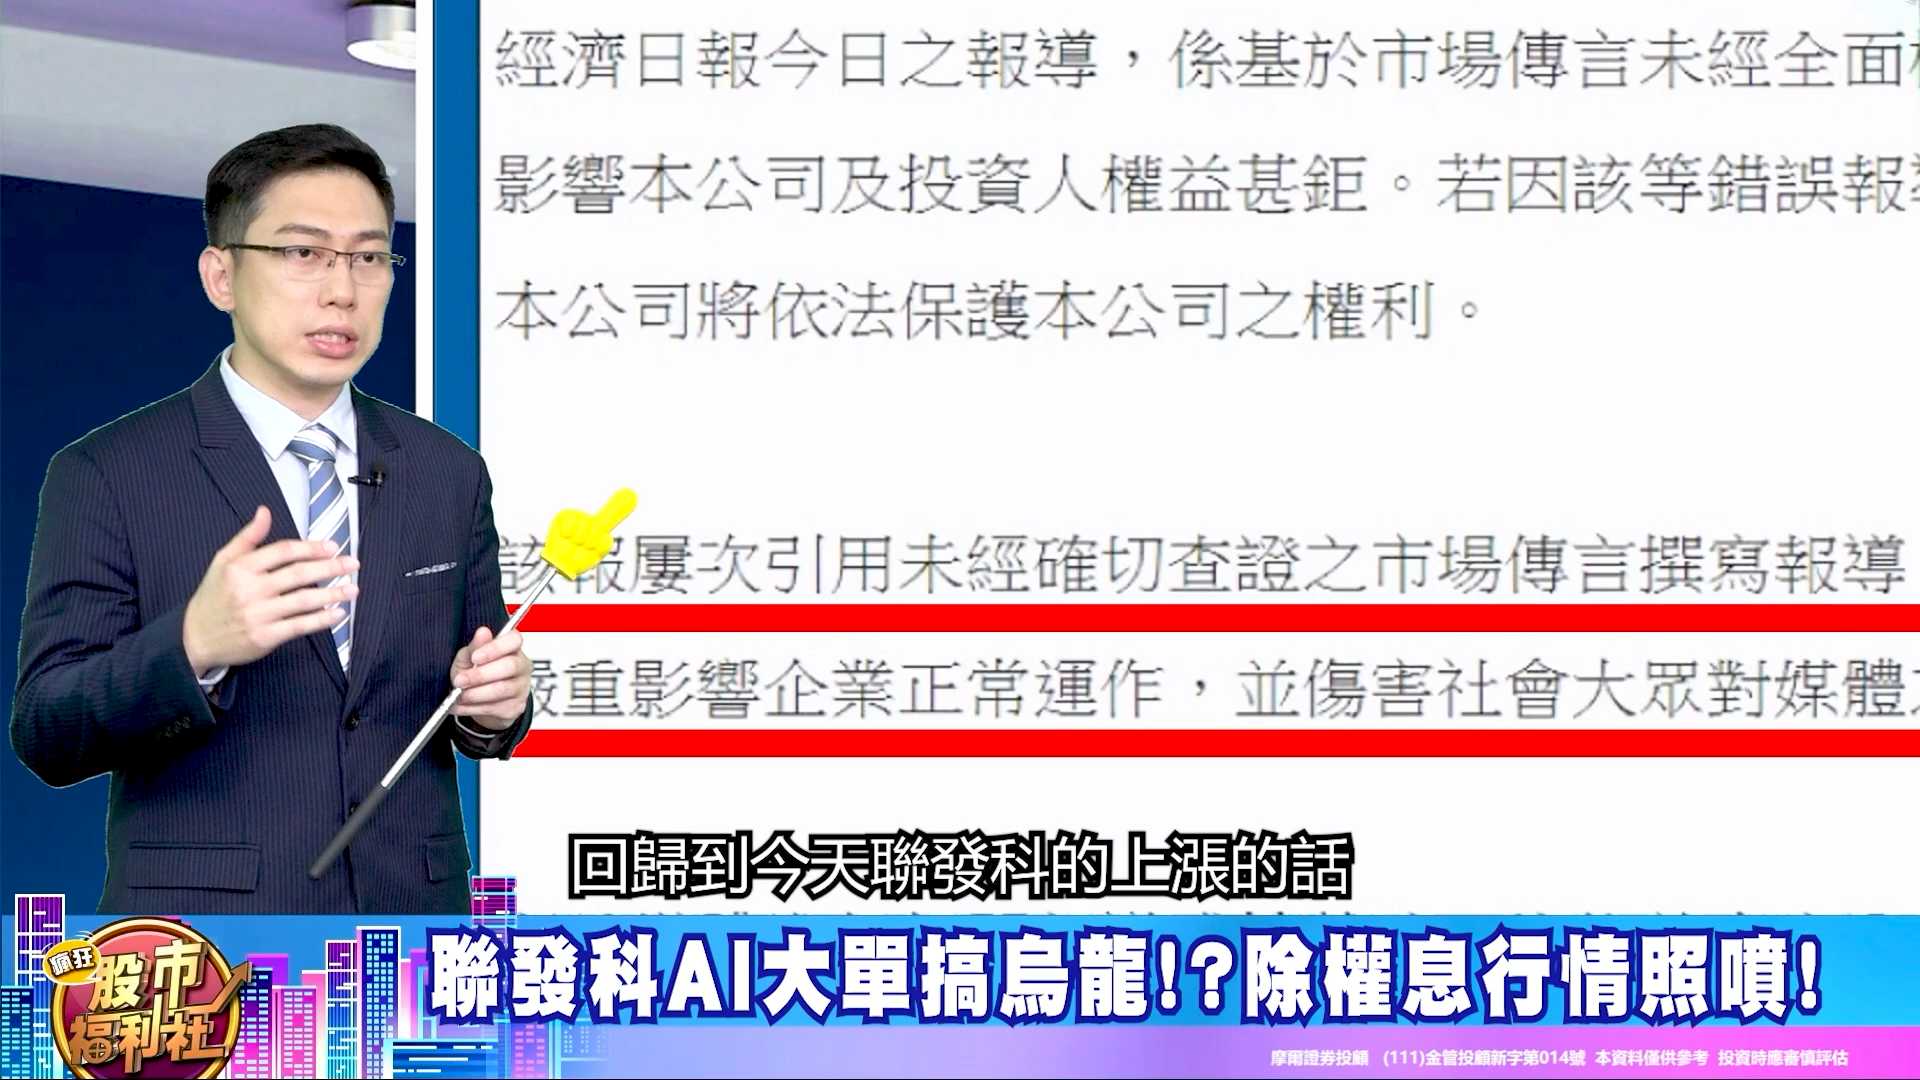 經濟日報今日之報導，係基於市場傳言未經全面
影響本公司及投資人權益甚鉅。若因該等錯誤報
本公司將依法保護本公司之權利。
該報屢次引用未經確切查證之市場傳言撰寫報導
嚴重影響企業正常運作，並傷害社會大眾對媒體
回歸到今天聯發科的上漲的話
聯發科AI大單搞烏龍!?除權息行情照噴!
瘋狂
股市
福利社
摩爾證券投顧 (111)金管投顧新字第014號 本資料僅供參考 投資時應審慎評估